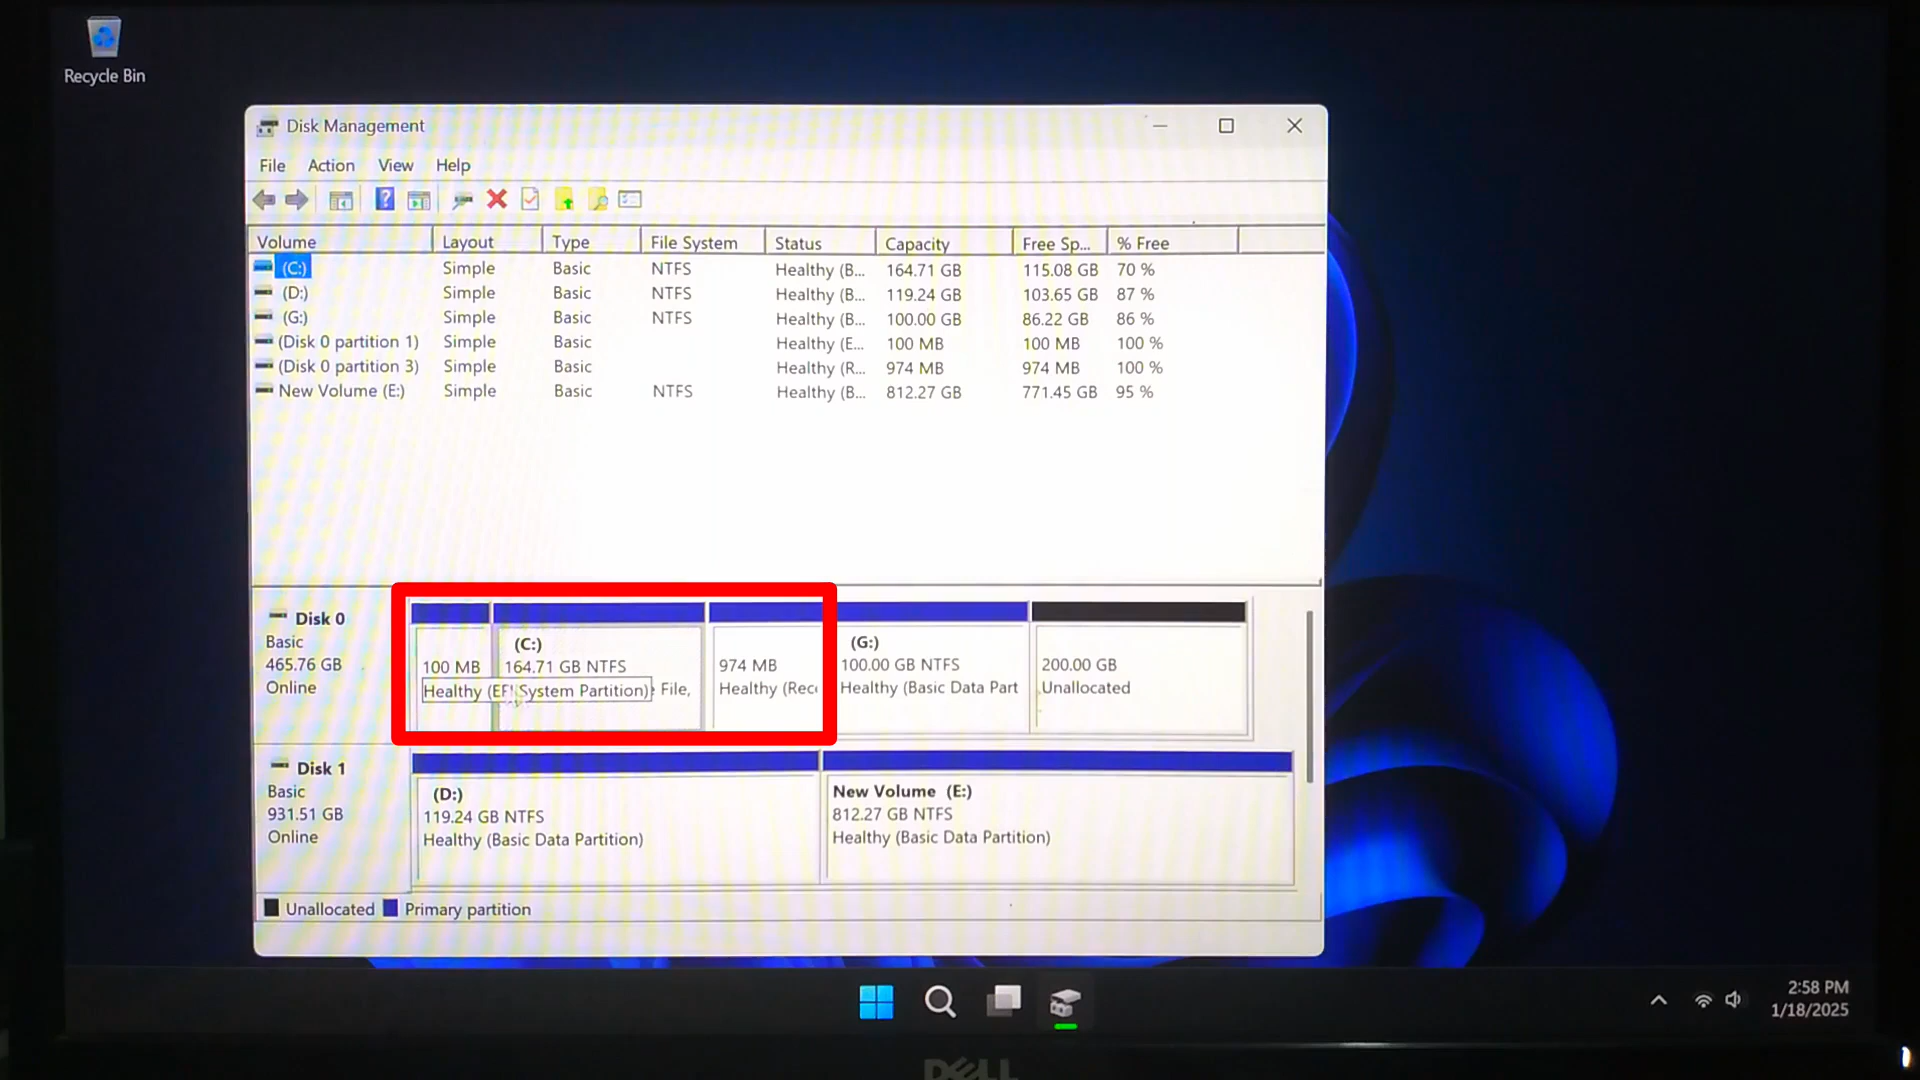 Recycle Bin
Disk Management
File Action View Help
Volume Layout Type File System Status Capacity Free Sp... % Free
(C:) Simple Basic NTFS Healthy (B... 164.71 GB 115.08 GB 70 %
(D:) Simple Basic NTFS Healthy (B... 119.24 GB 103.65 GB 87 %
(G:) Simple Basic NTFS Healthy (B... 100.00 GB 86.22 GB 86 %
(Disk 0 partition 1) Simple Basic Healthy (E... 100 MB 100 MB 100 %
(Disk 0 partition 3) Simple Basic Healthy (R... 974 MB 974 MB 100 %
New Volume (E:) Simple Basic NTFS Healthy (B... 812.27 GB 771.45 GB 95 %
Disk 0
Basic
465.76 GB
Online
100 MB
Healthy (EFI System Partition)
(C:)
164.71 GB NTFS
File,
974 MB
Healthy (Rec
(G:)
100.00 GB NTFS
Healthy (Basic Data Part
200.00 GB
Unallocated
Disk 1
Basic
931.51 GB
Online
(D:)
119.24 GB NTFS
Healthy (Basic Data Partition)
New Volume (E:)
812.27 GB NTFS
Healthy (Basic Data Partition)
Unallocated Primary partition
2:58 PM
1/18/2025
DELL